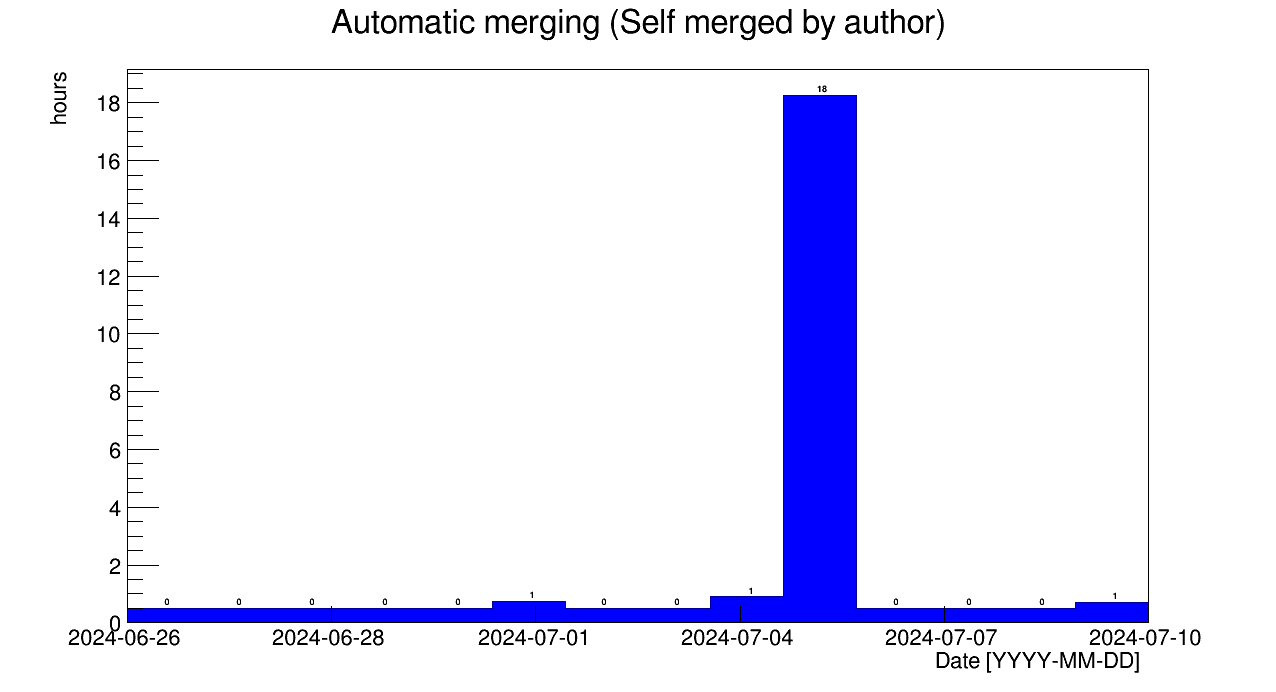 Automatic merging (Self merged by author)
hours
18
16
14
12
10
8
6
4
2
0
0 0 0 0 0 1 0 0 1 18 0 0 0 1
2024-06-26 2024-06-28 2024-07-01 2024-07-04 2024-07-07 2024-07-10
Date [YYYY-MM-DD]